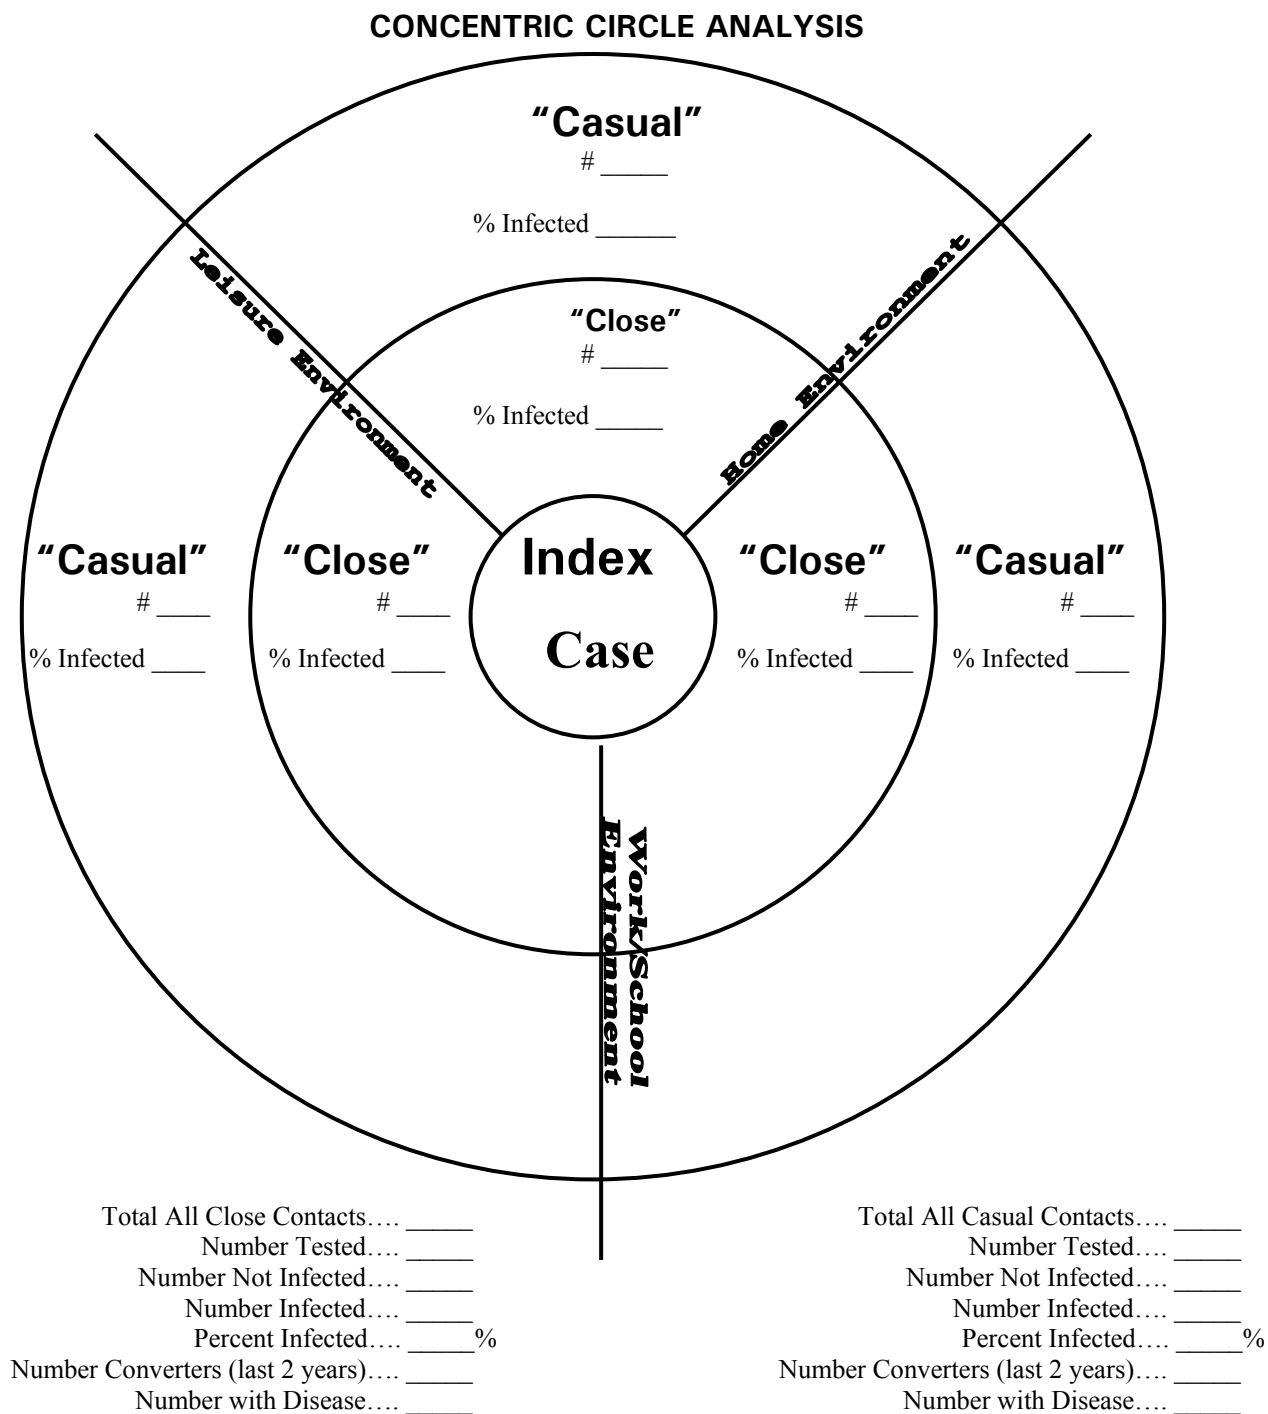 CONCENTRIC CIRCLE ANALYSIS
“Casual”
# _____
% Infected ______
Leisure Environment
Home Environment
“Close”
# _____
% Infected _____
“Casual”
# ____
% Infected ____
“Close”
# ____
% Infected ____
Index
Case
“Close”
# ____
% Infected ____
“Casual”
# ____
% Infected ____
Work/School
Environment
Total All Close Contacts…. _____
Number Tested…. _____
Number Not Infected…. _____
Number Infected…. _____
Percent Infected…. _____%
Number Converters (last 2 years)…. _____
Number with Disease…. _____
Total All Casual Contacts…. _____
Number Tested…. _____
Number Not Infected…. _____
Number Infected…. _____
Percent Infected…. _____%
Number Converters (last 2 years)…. _____
Number with Disease…. _____